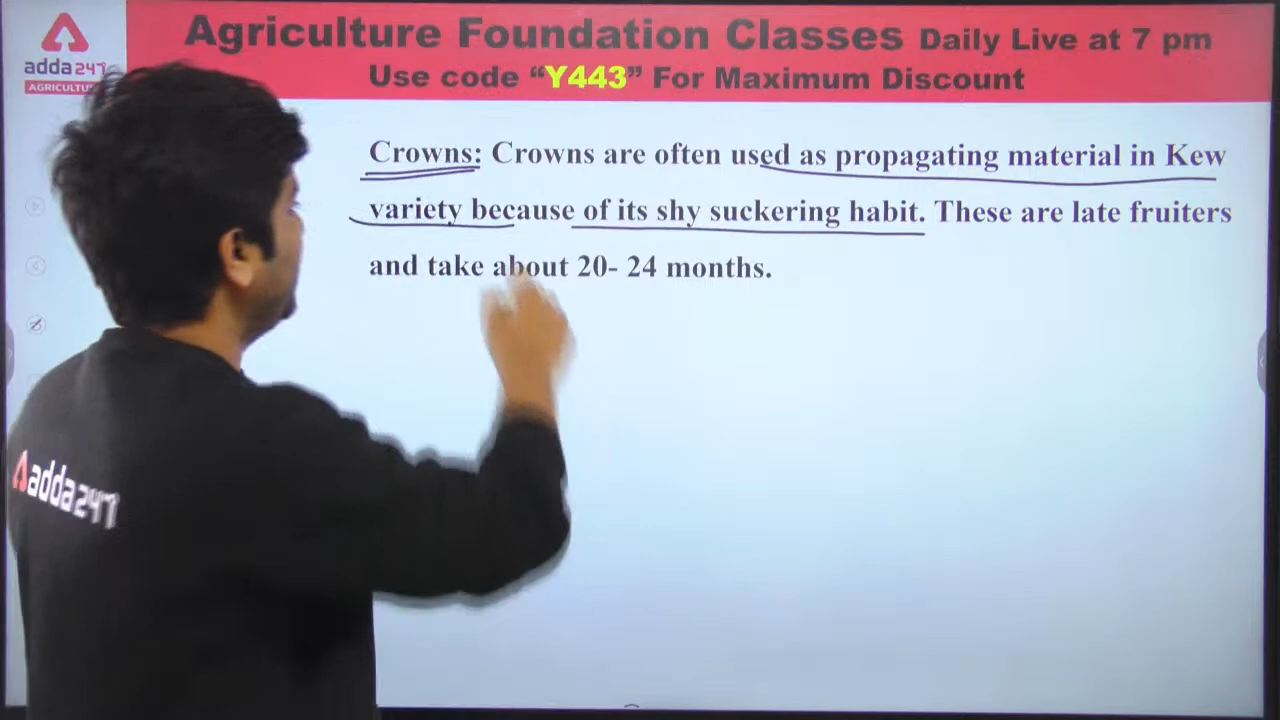 Agriculture Foundation Classes Daily Live at 7 pm
Use code “Y443” For Maximum Discount
adda247
AGRICULTU
Crowns: Crowns are often used as propagating material in Kew
variety because of its shy suckering habit. These are late fruiters
and take about 20- 24 months.
adda247